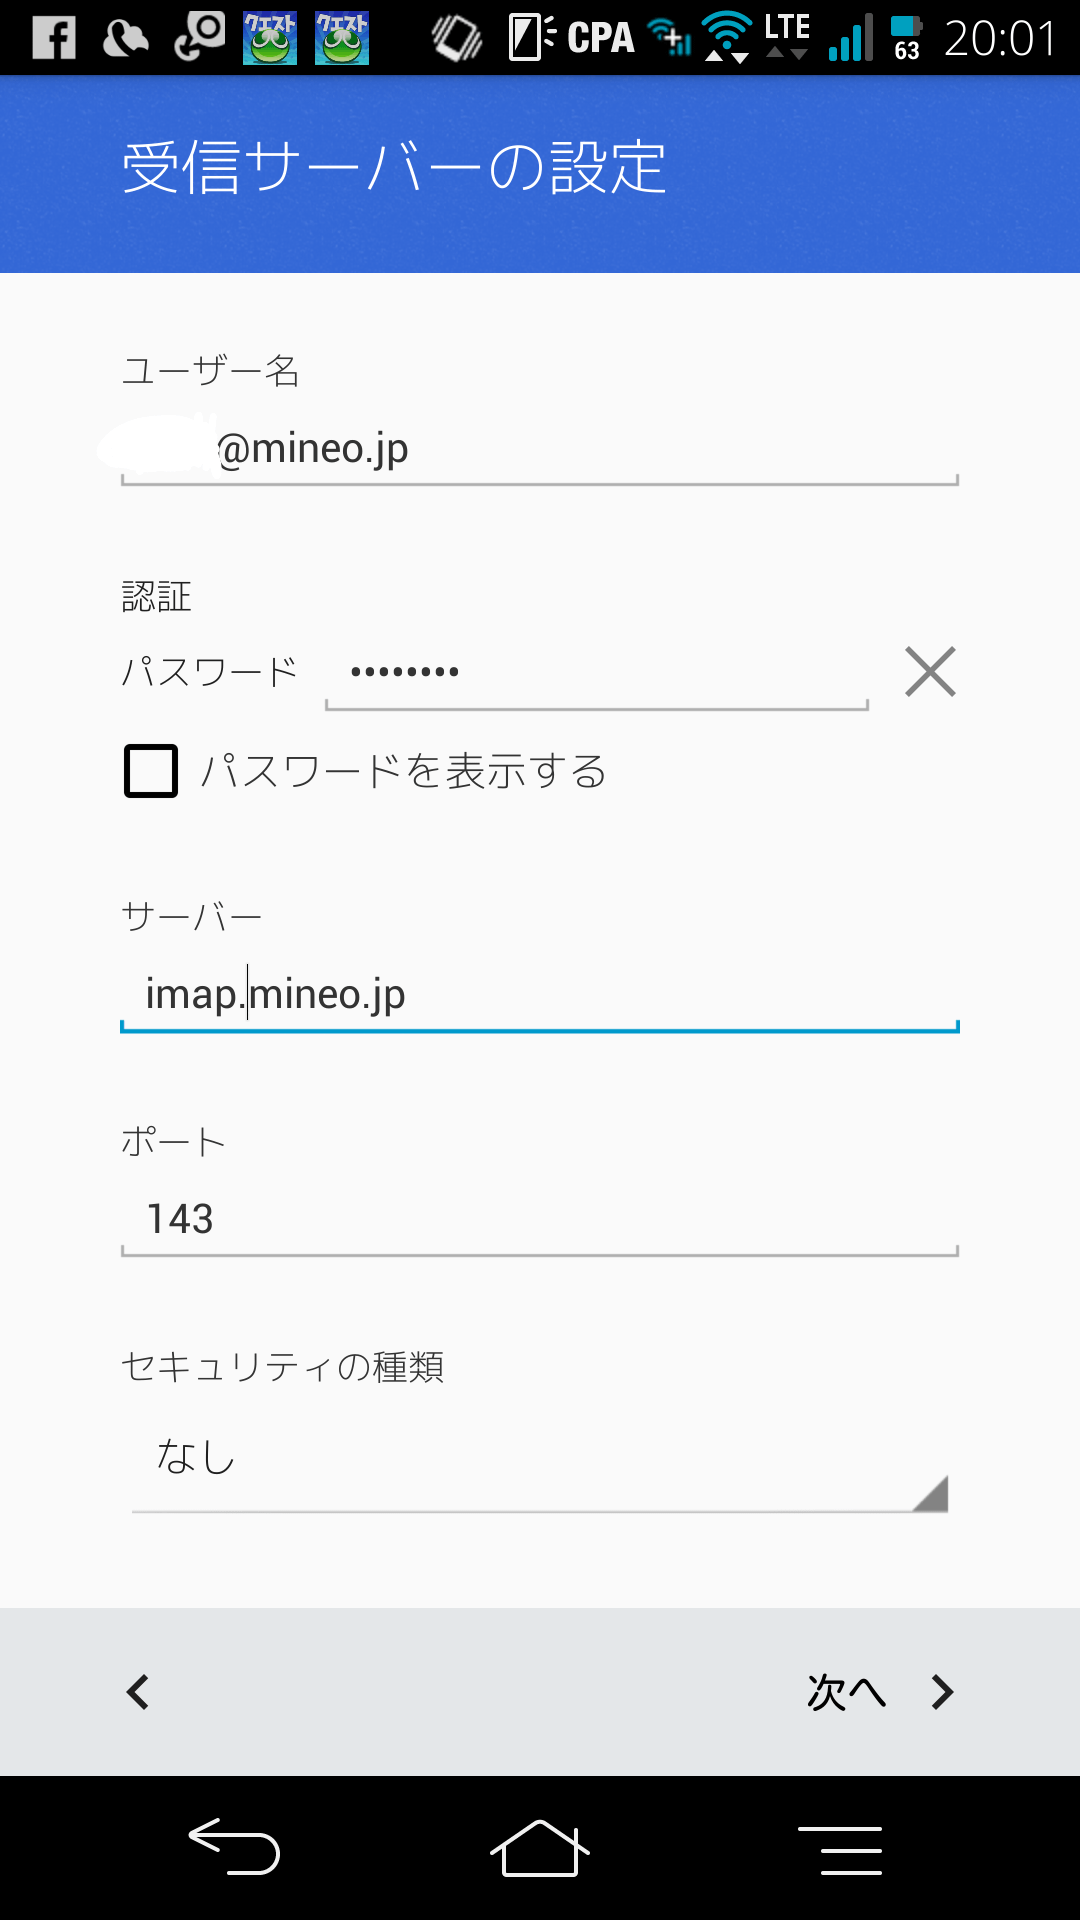 クエスト クエスト CPA LTE 63 20:01
受信サーバーの設定
ユーザー名
@mineo.jp
認証
パスワード ••••••••
パスワードを表示する
サーバー
imap.mineo.jp
ポート
143
セキュリティの種類
なし
次へ